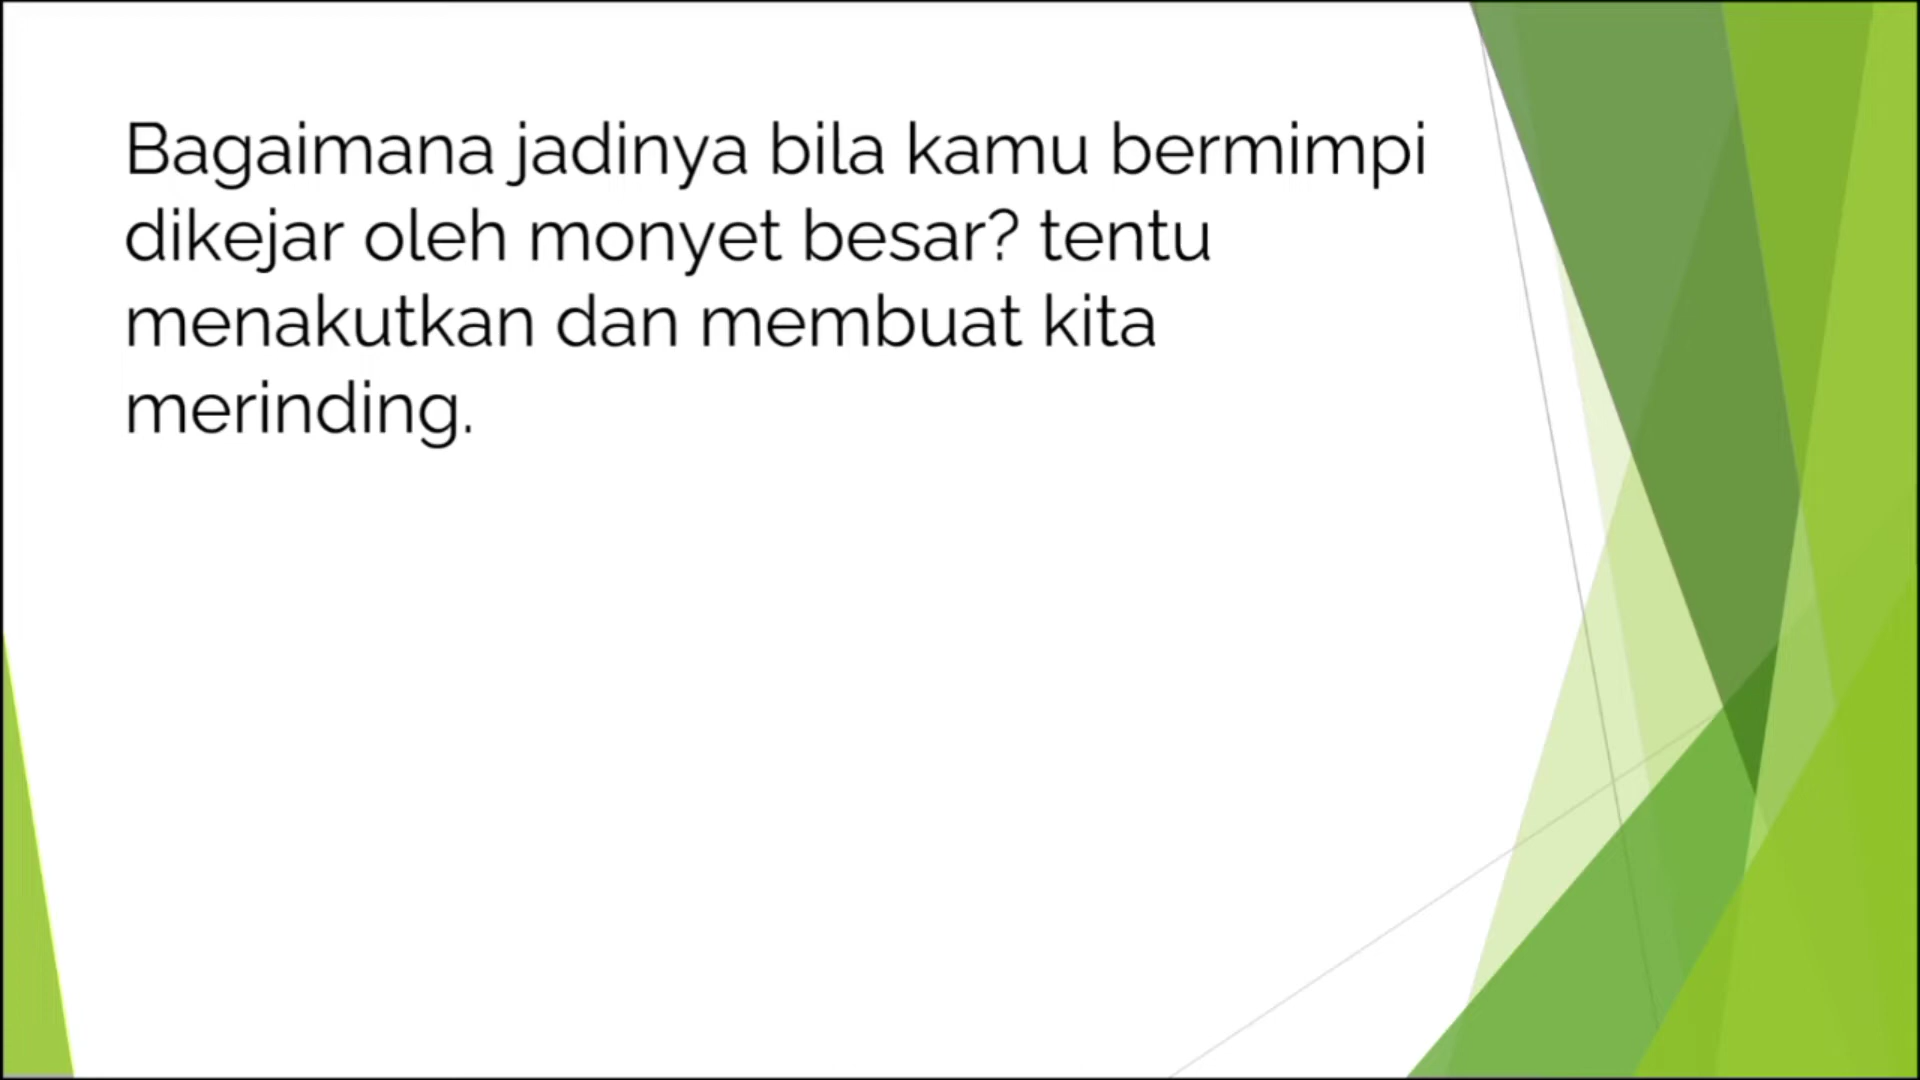 Bagaimana jadinya bila kamu bermimpi
dikejar oleh monyet besar? tentu
menakutkan dan membuat kita
merinding.